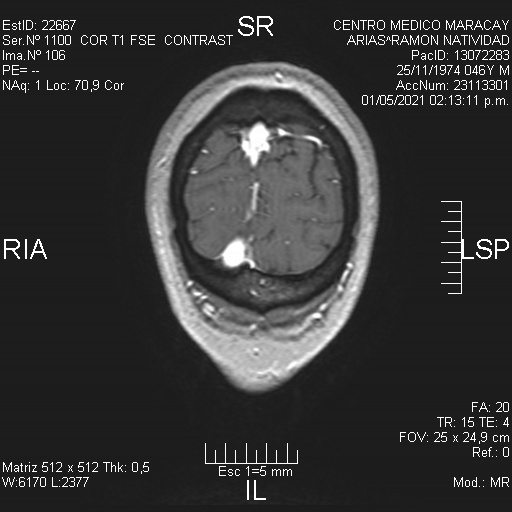 EstID: 22667
Ser.Nº 1100 COR T1 FSE CONTRAST
Ima.Nº 106
PE= --
NAq: 1 Loc: 70,9 Cor
SR
CENTRO MEDICO MARACAY
ARIAS^RAMON NATIVIDAD
PacID: 13072283
25/11/1974 046Y M
AccNum: 23113301
01/05/2021 02:13:11 p.m.
RIA
LSP
FA: 20
TR: 15 TE: 4
FOV: 25 x 24,9 cm
Ref.: 0
Matriz 512 x 512 Thk: 0,5
W:6170 L:2377
Esc 1=5 mm
IL
Mod.: MR